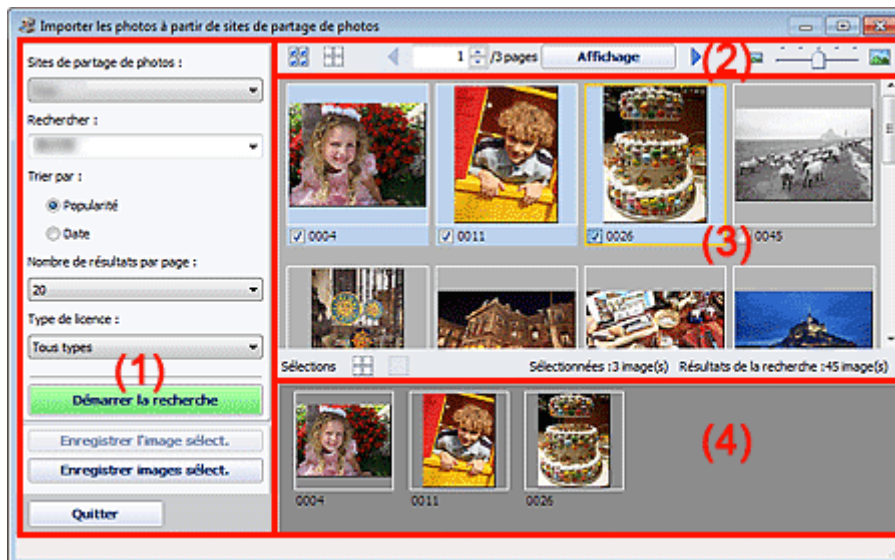 Importer les photos à partir de sites de partage de photos
Sites de partage de photos :
Rechercher :
Trier par :
Popularité
Date
Nombre de résultats par page :
20
Type de licence :
Tous types
(1)
Démarrer la recherche
Enregistrer l'image sélect.
Enregistrer images sélect.
Quitter
1 /3 pages Affichage
(2)
0004 0011 0026 0045
(3)
Sélections Sélectionnées :3 image(s) Résultats de la recherche :45 image(s)
0004 0011 0026
(4)